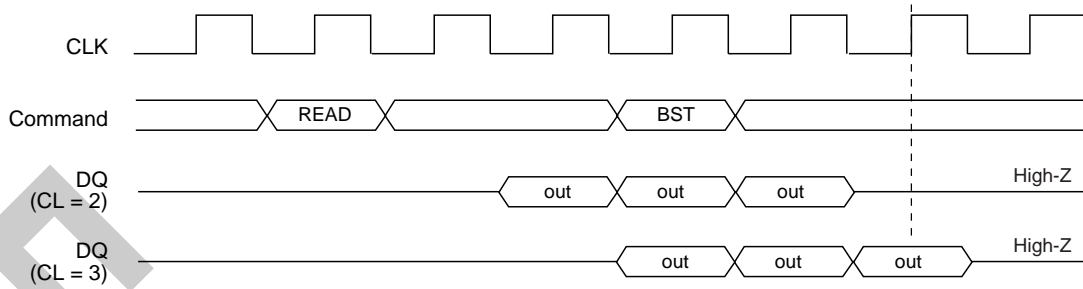 CLK
Command
READ
BST
DQ
(CL = 2)
out
out
out
High-Z
DQ
(CL = 3)
out
out
out
High-Z